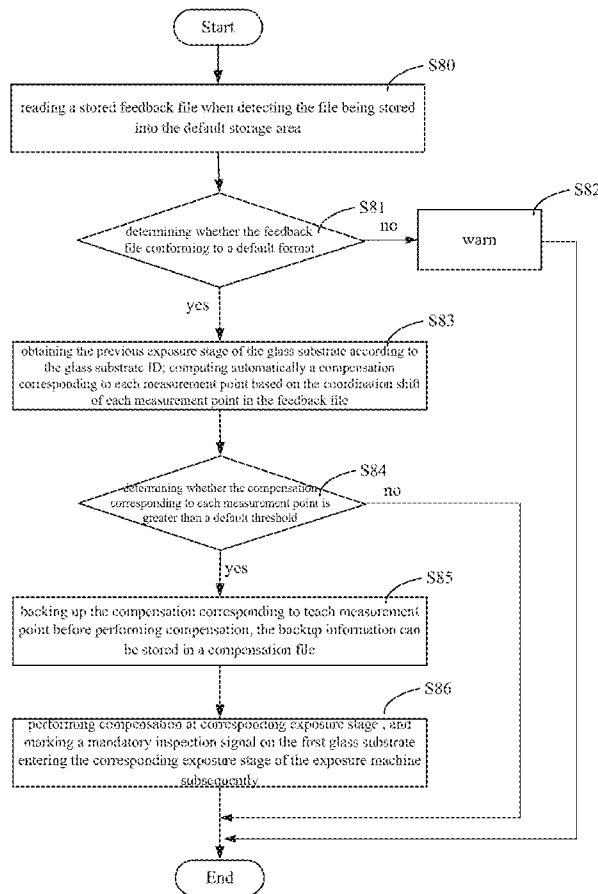 Start
S80
reading a stored feedback file when detecting the file being stored
into the default storage area
S81
determining whether the feedback
file conforming to a default format
no
S82
warn
yes
S83
obtaining the previous exposure stage of the glass substrate according to
the glass substrate ID; computing automatically a compensation
corresponding to each measurement point based on the coordination shift
of each measurement point in the feedback file
S84
determining whether the compensation
corresponding to each measurement point is
greater than a default threshold
no
yes
S85
backing up the compensation corresponding to teach measurement
point before performing compensation, the backup information can
be stored in a compensation file
S86
performing compensation at corresponding exposure stage , and
marking a mandatory inspection signal on the first glass substrate
entering the corresponding exposure stage of the exposure machine
subsequently
End